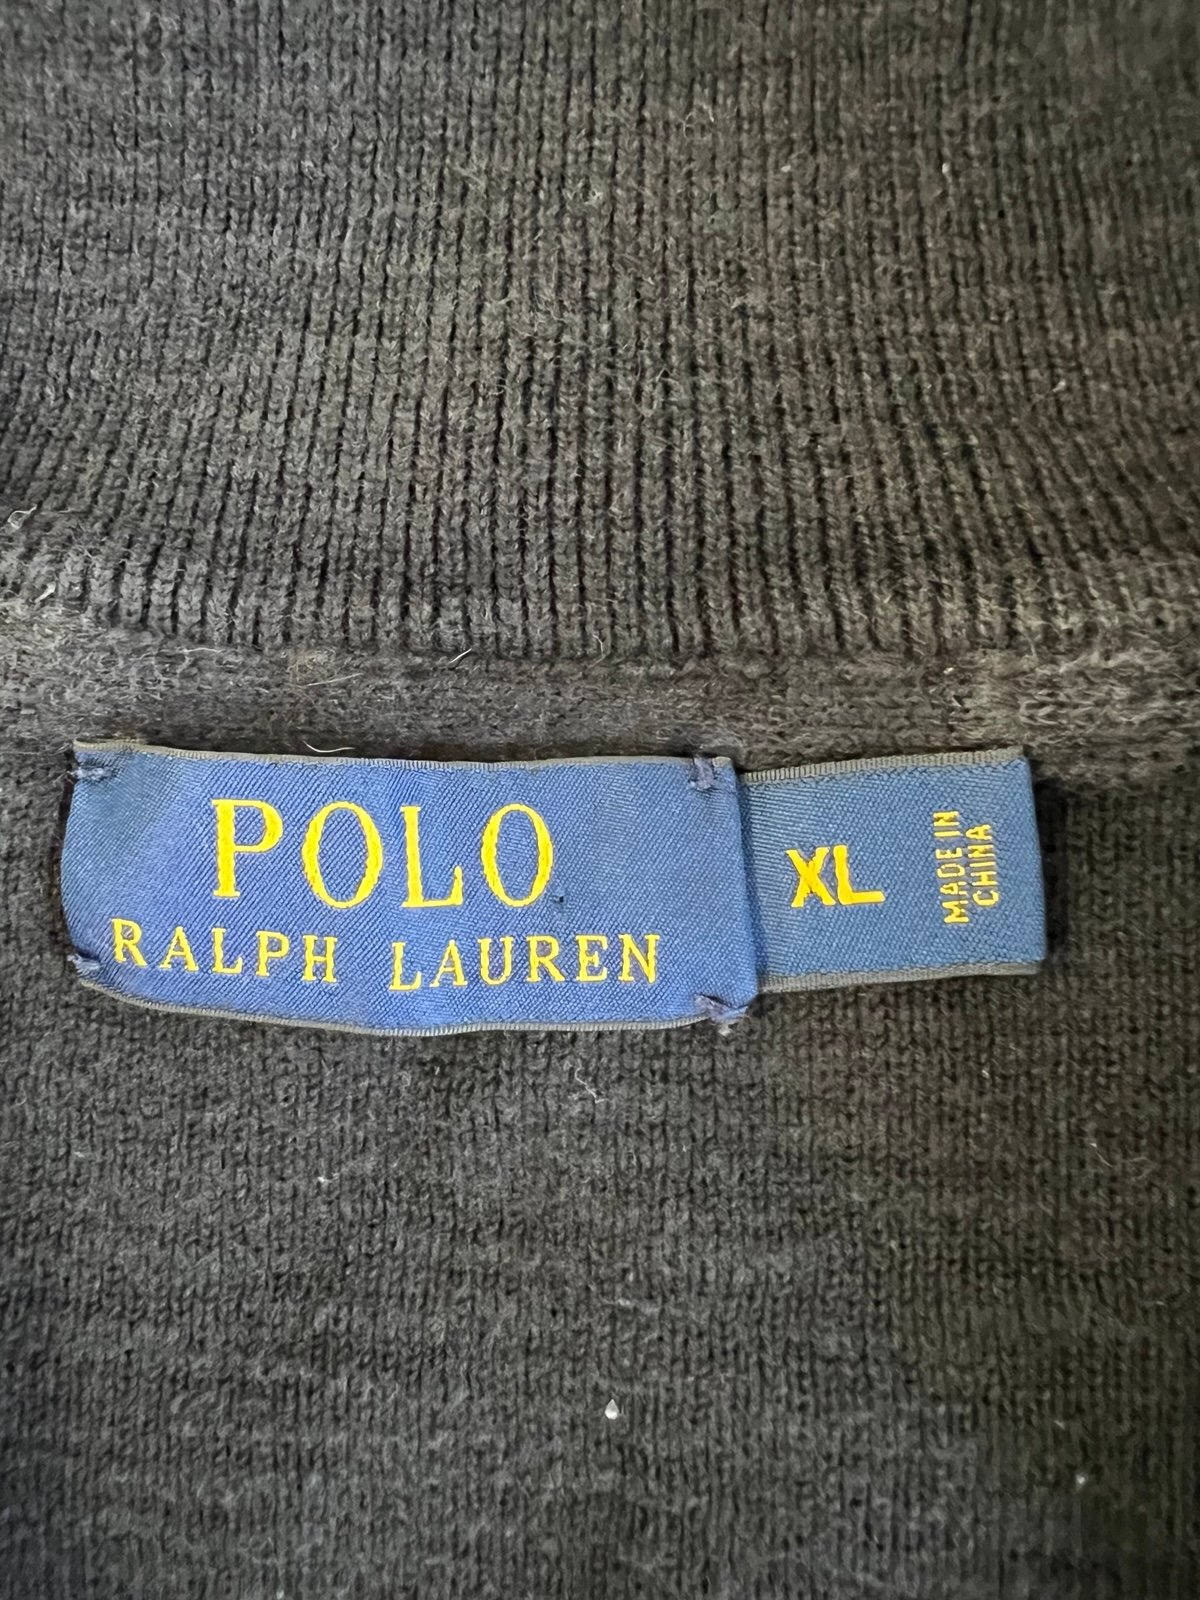 POLO
RALPH LAUREN
XL
MADE IN
CHINA